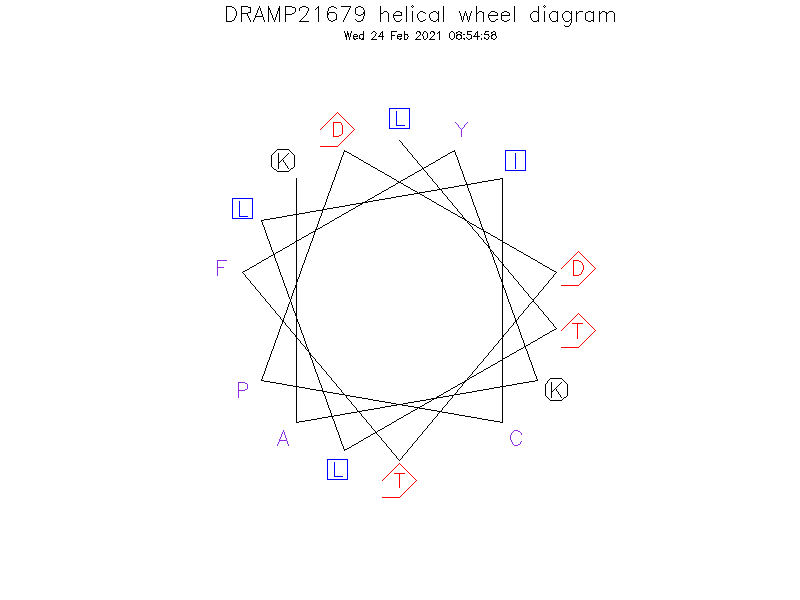 DRAMP21679 helical wheel diagram
Wed 24 Feb 2021 08:54:58
L
D
Y
K
I
L
F
D
T
P
K
A
C
L
T